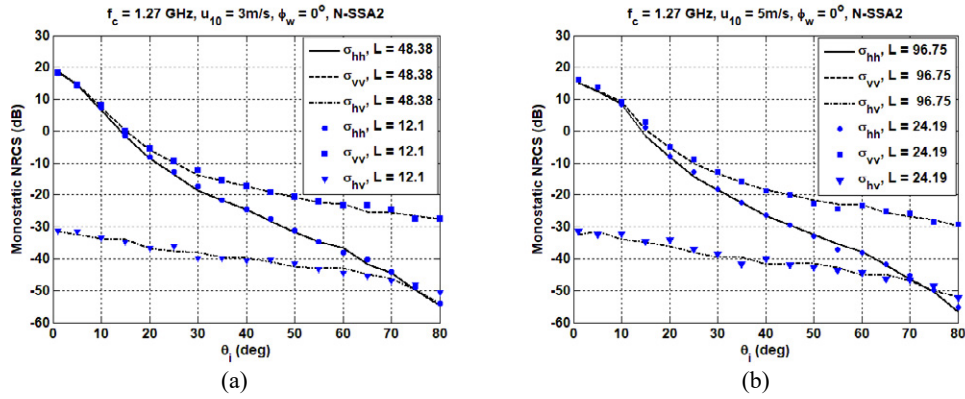 f_c = 1.27 GHz, u_10 = 3m/s, ϕ_w = 0°, N-SSA2
Monostatic NRCS (dB)
30
20
10
0
-10
-20
-30
-40
-50
-60
σ_hh, L = 48.38
σ_vv, L = 48.38
σ_hv, L = 48.38
σ_hh, L = 12.1
σ_vv, L = 12.1
σ_hv, L = 12.1
0 10 20 30 40 50 60 70 80
θ_i (deg)
(a)
f_c = 1.27 GHz, u_10 = 5m/s, ϕ_w = 0°, N-SSA2
Monostatic NRCS (dB)
30
20
10
0
-10
-20
-30
-40
-50
-60
σ_hh, L = 96.75
σ_vv, L = 96.75
σ_hv, L = 96.75
σ_hh, L = 24.19
σ_vv, L = 24.19
σ_hv, L = 24.19
0 10 20 30 40 50 60 70 80
θ_i (deg)
(b)